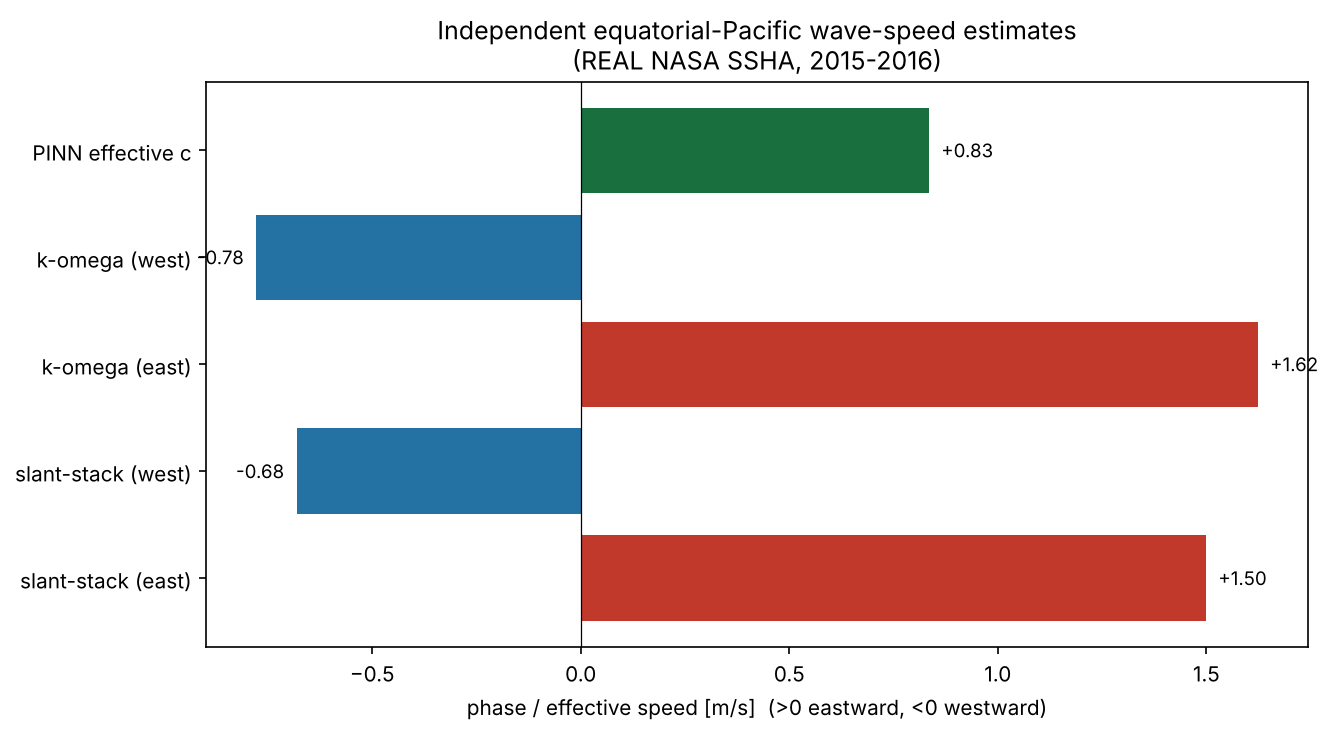 Independent equatorial-Pacific wave-speed estimates
(REAL NASA SSHA, 2015-2016)
PINN effective c
+0.83
k-omega (west)
-0.78
k-omega (east)
+1.62
slant-stack (west)
-0.68
slant-stack (east)
+1.50
−0.5
0.0
0.5
1.0
1.5
phase / effective speed [m/s]  (>0 eastward, <0 westward)